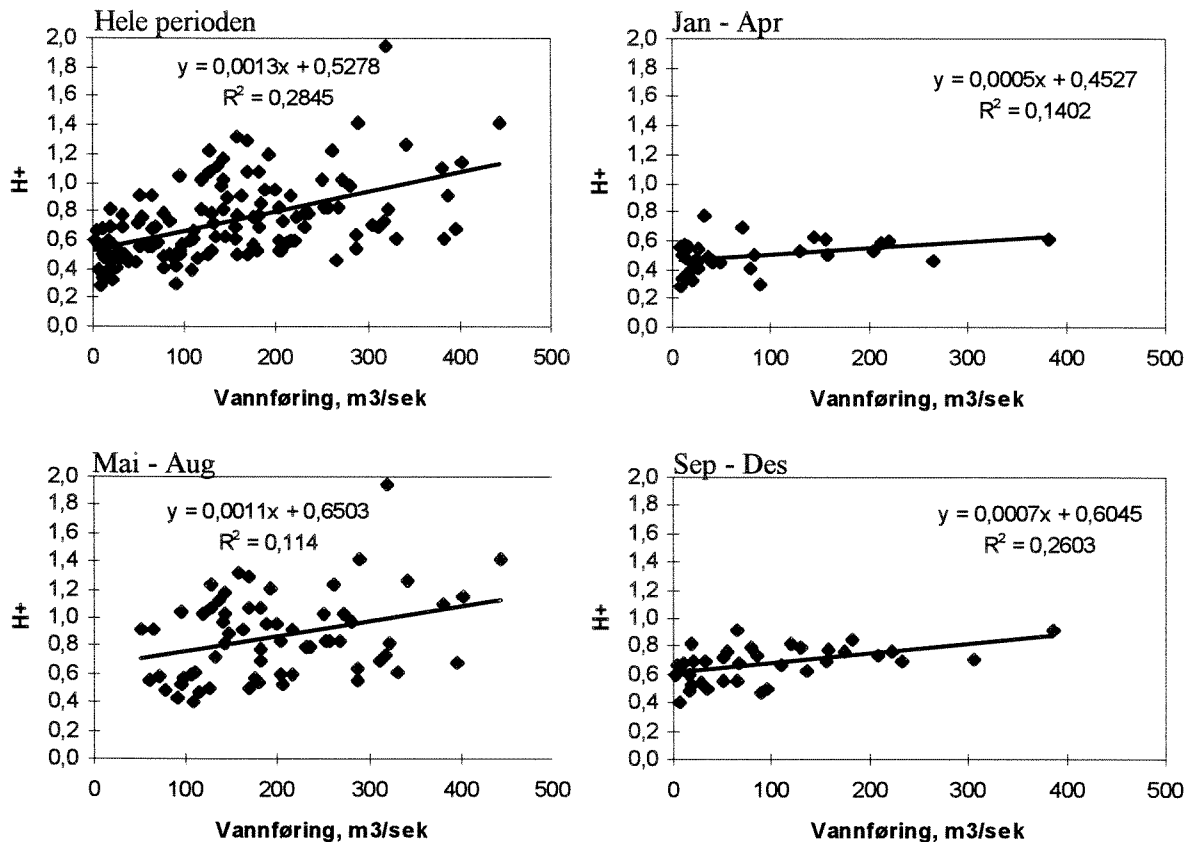 Hele perioden
2,0
1,8
1,6
1,4
1,2
1,0
0,8
0,6
0,4
0,2
0,0
H+
y = 0,0013x + 0,5278
R² = 0,2845
0 100 200 300 400 500
Vannføring, m3/sek
Jan - Apr
2,0
1,8
1,6
1,4
1,2
1,0
0,8
0,6
0,4
0,2
0,0
H+
y = 0,0005x + 0,4527
R² = 0,1402
0 100 200 300 400 500
Vannføring, m3/sek
Mai - Aug
2,0
1,8
1,6
1,4
1,2
1,0
0,8
0,6
0,4
0,2
0,0
H+
y = 0,0011x + 0,6503
R² = 0,114
0 100 200 300 400 500
Vannføring, m3/sek
Sep - Des
2,0
1,8
1,6
1,4
1,2
1,0
0,8
0,6
0,4
0,2
0,0
H+
y = 0,0007x + 0,6045
R² = 0,2603
0 100 200 300 400 500
Vannføring, m3/sek